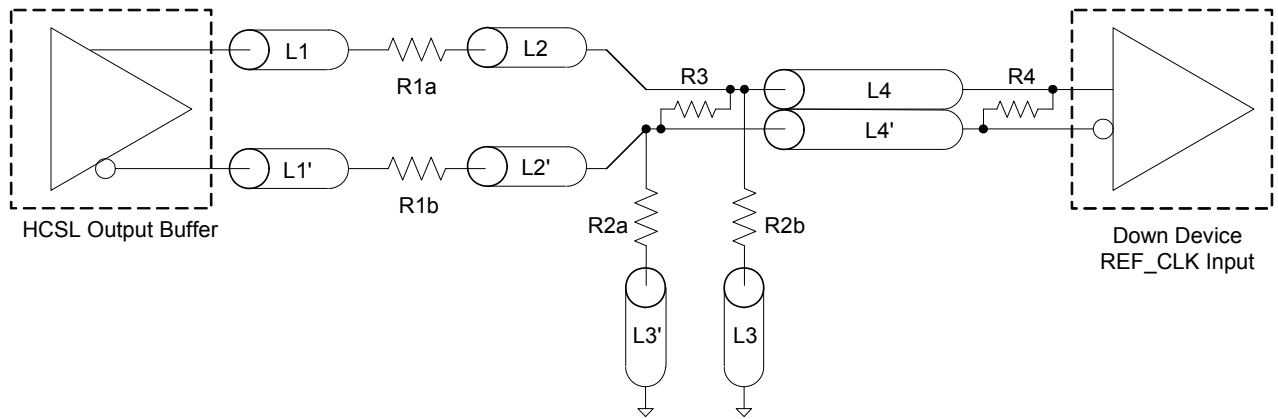 L1
R1a
L2
R3
L4
R4
L4'
L1'
R1b
L2'
HCSL Output Buffer
R2a
R2b
Down Device
REF_CLK Input
L3'
L3